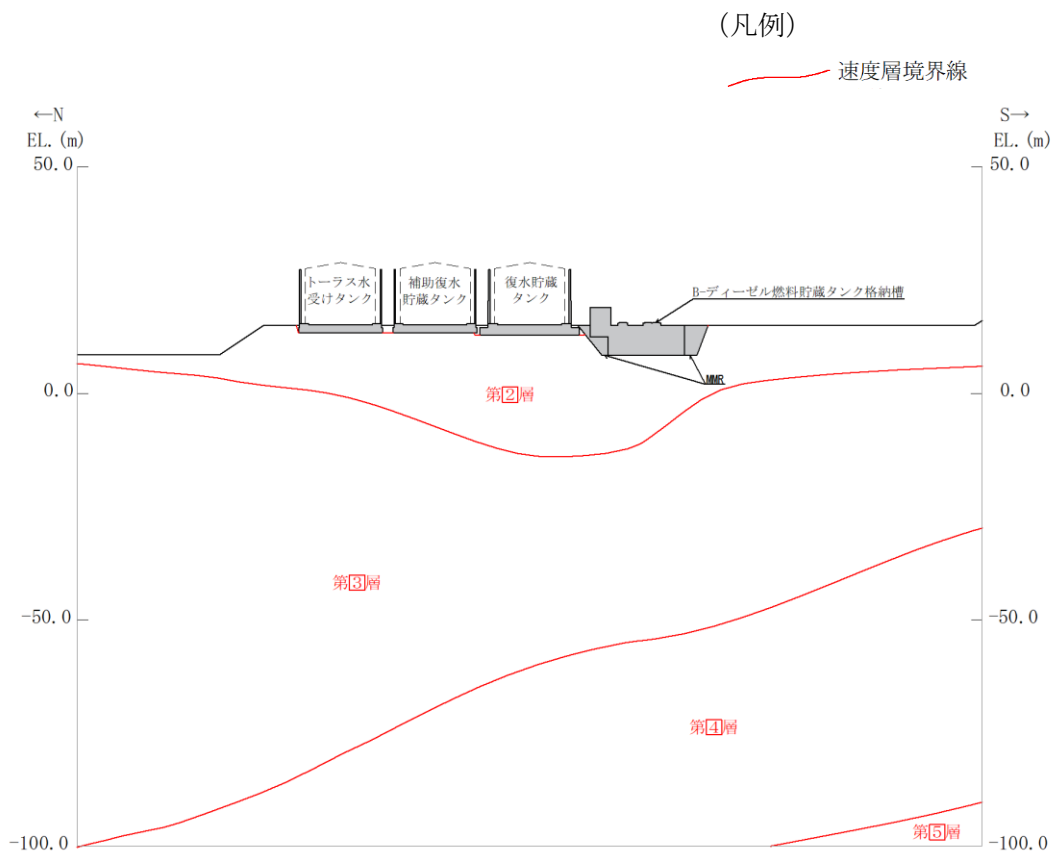 (凡例)
速度層境界線
←N
EL.(m)
S→
EL.(m)
50.0
50.0
トーラス水
受けタンク
補助復水
貯蔵タンク
復水貯蔵
タンク
B-ディーゼル燃料貯蔵タンク格納槽
MMR
0.0
0.0
第2層
第3層
-50.0
-50.0
第4層
第5層
-100.0
-100.0